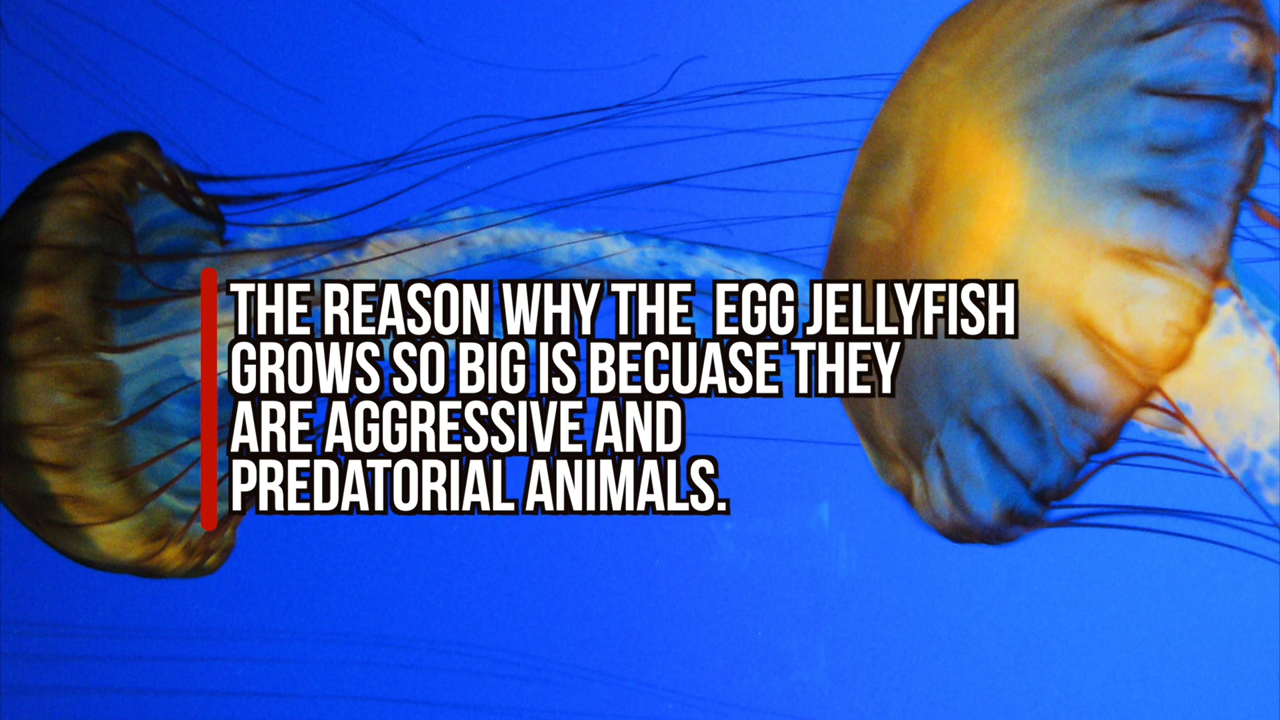 THE REASON WHY THE  EGG JELLYFISH
GROWS SO BIG IS BECUASE THEY
ARE AGGRESSIVE AND
PREDATORIAL ANIMALS.